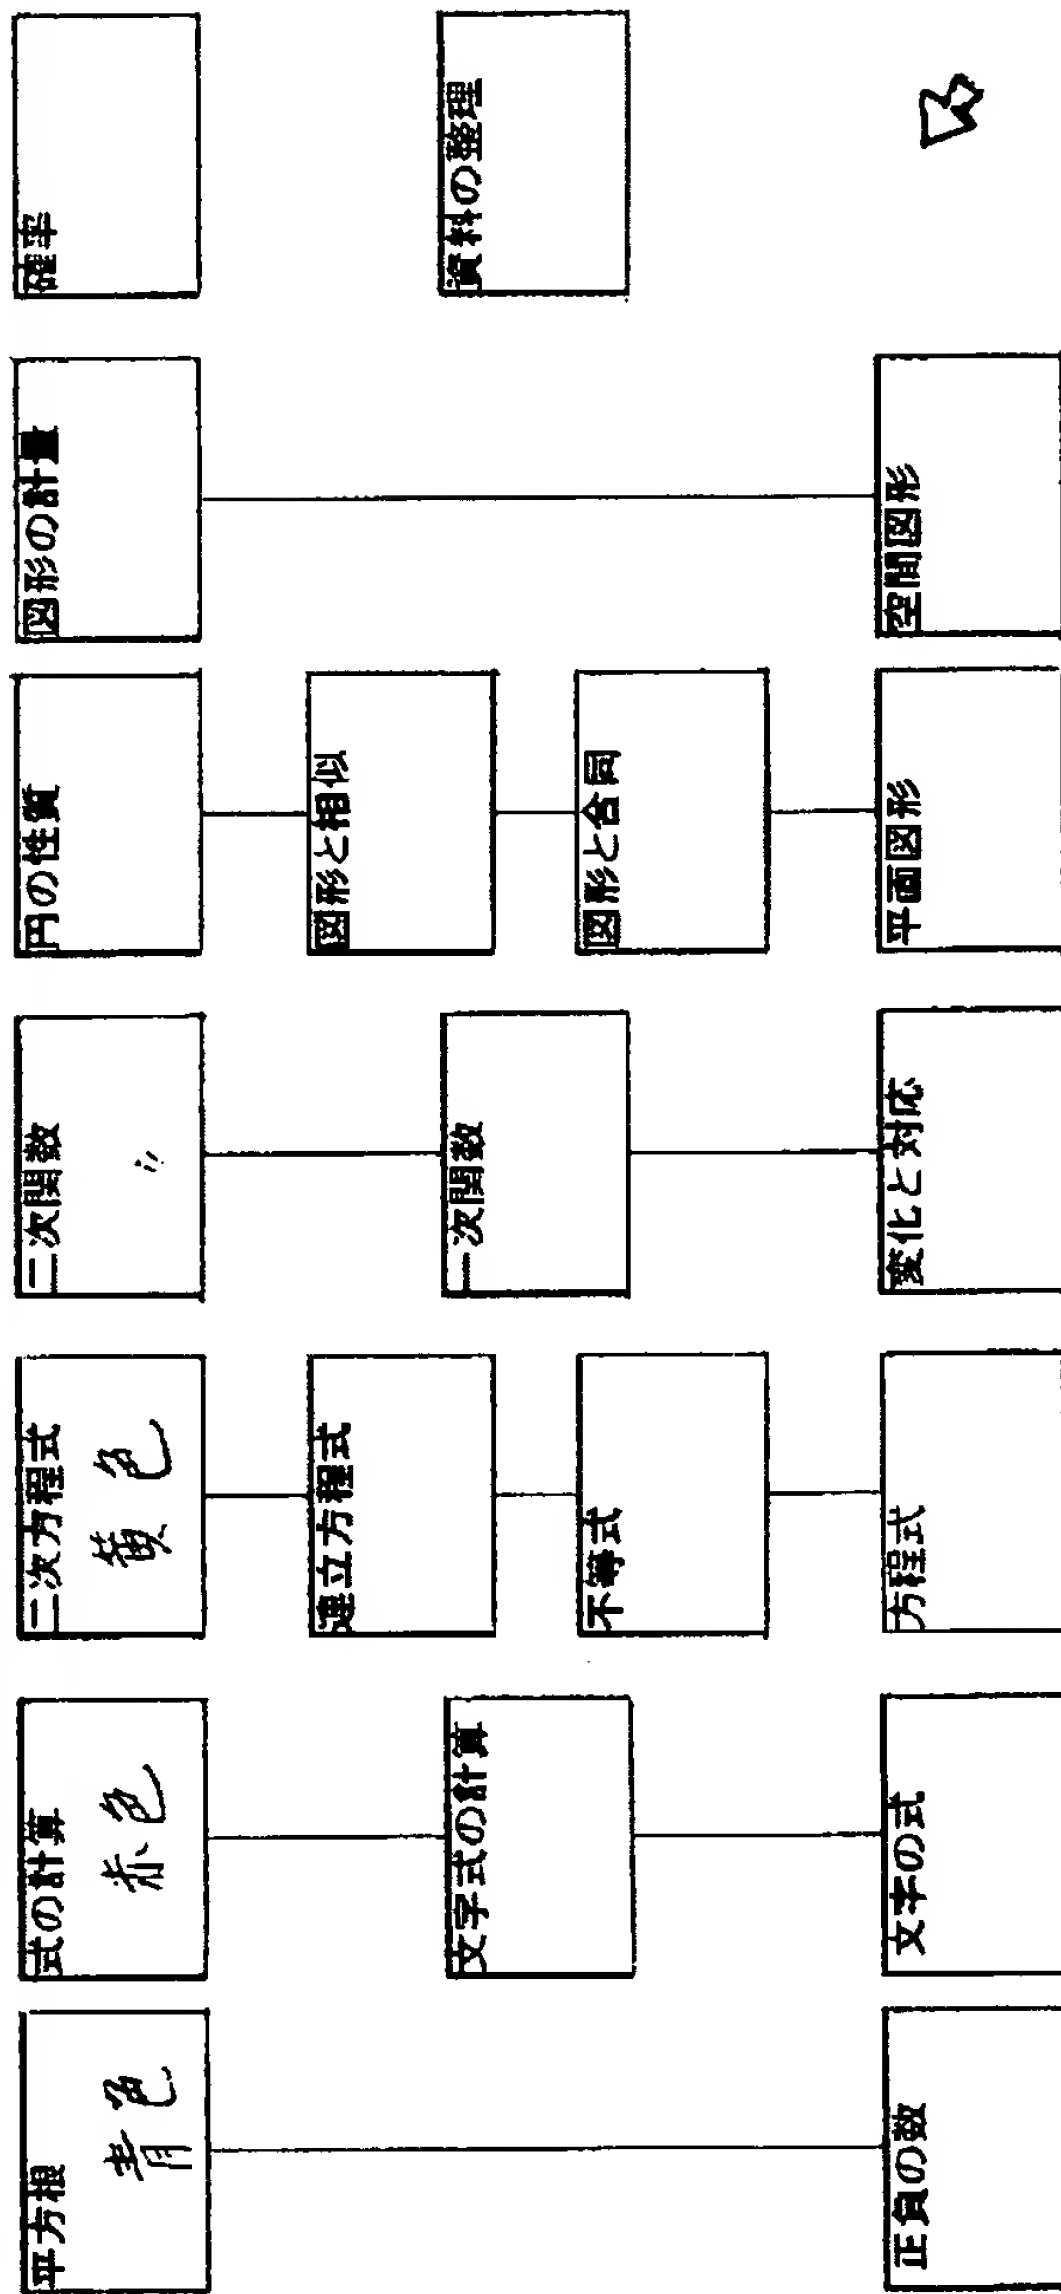 平方根
青色
式の計算
赤色
二次方程式
黄色
二次関数
〃
円の性質
図形の計量
確率
連立方程式
図形と相似
文字式の計算
一次関数
資料の整理
不等式
図形と合同
正負の数
文字の式
方程式
変化と対応
平面図形
空間図形